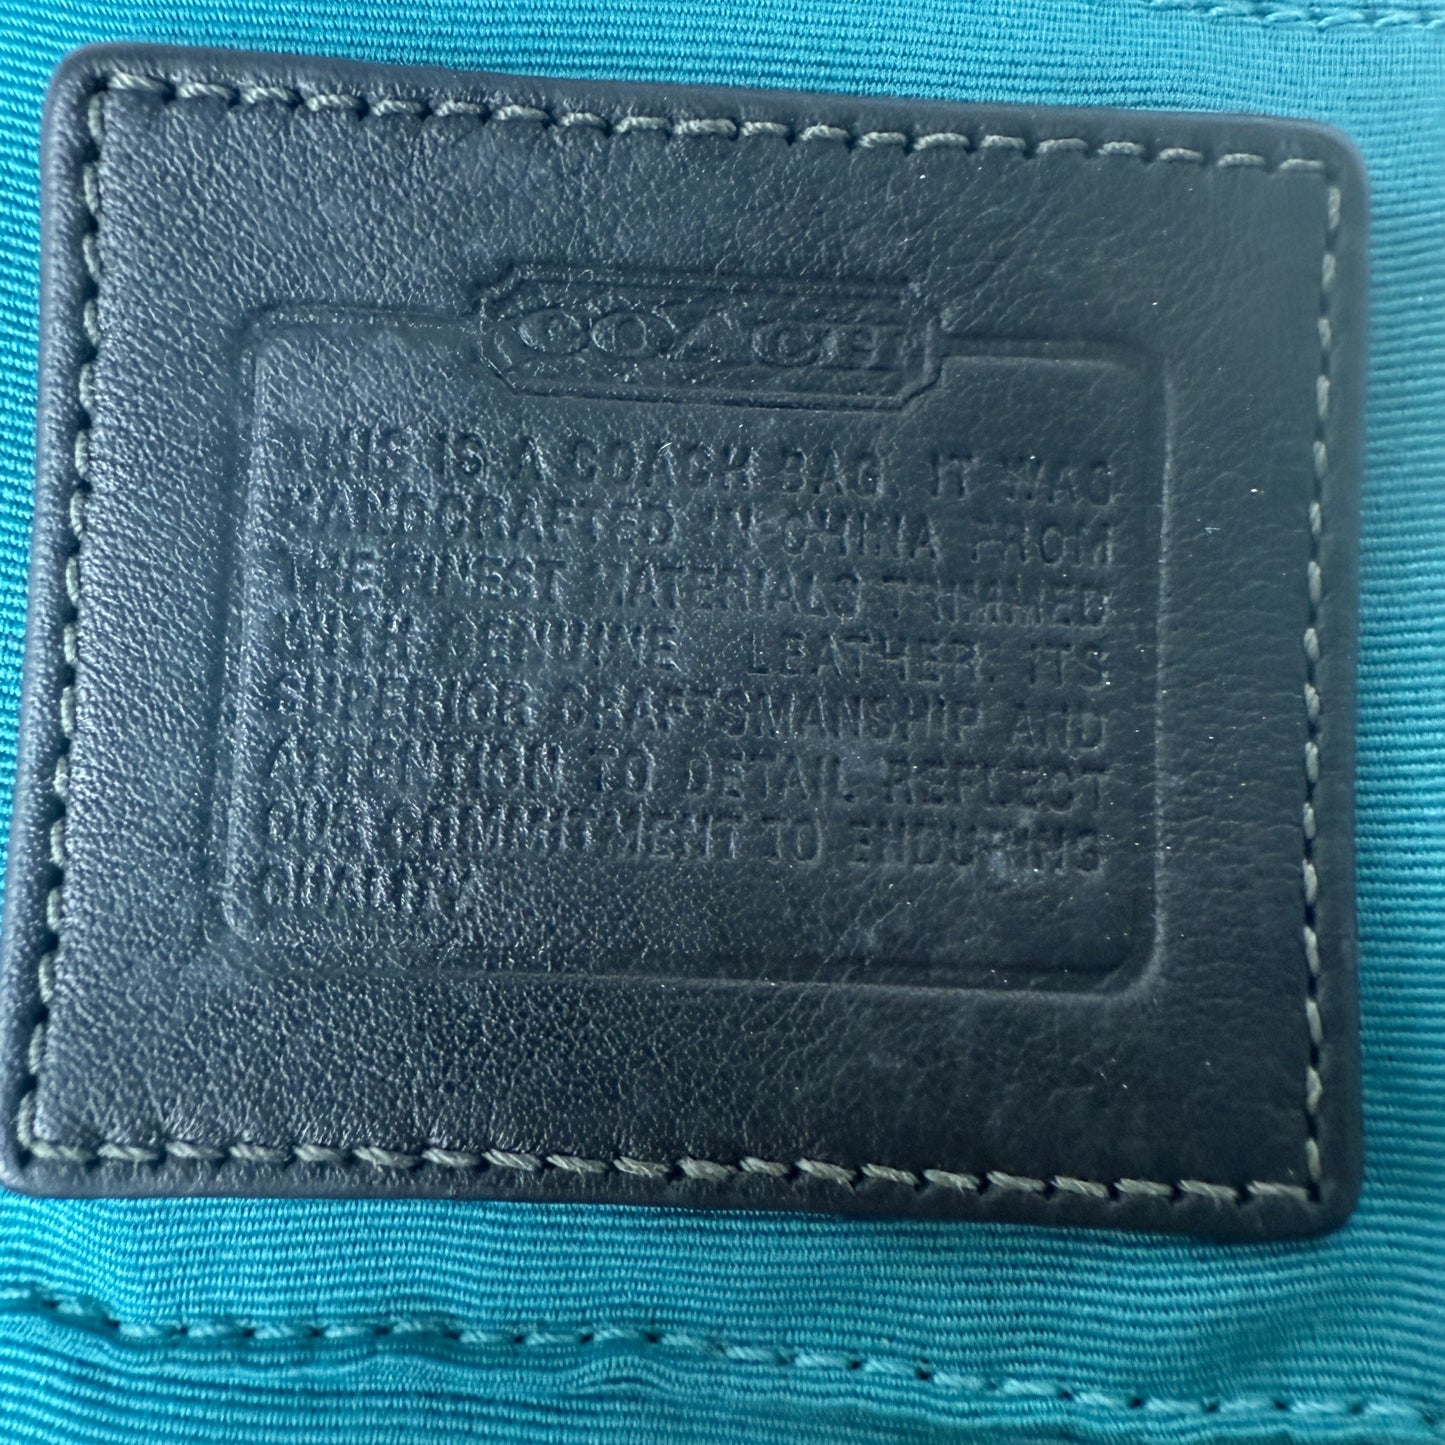 COACH
THIS IS A COACH BAG. IT WAS
HANDCRAFTED IN CHINA FROM
THE FINEST MATERIALS TRIMMED
WITH GENUINE LEATHER. ITS
SUPERIOR CRAFTSMANSHIP AND
ATTENTION TO DETAIL REFLECT
OUR COMMITMENT TO ENDURING
QUALITY.